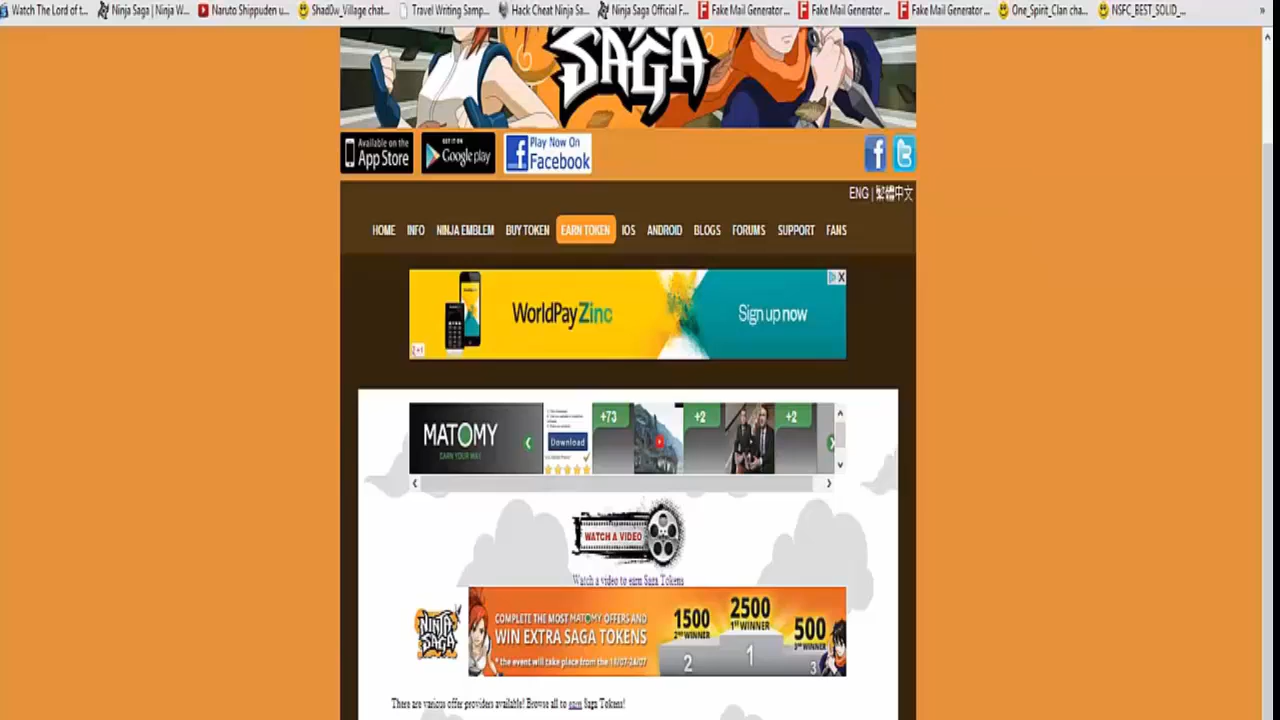 Watch The Lord of t...
Ninja Saga | Ninja W...
Naruto Shippuden u...
Shad0w_Village chat...
Travel Writing Samp...
Hack Cheat Ninja Sa...
Ninja Saga Official F...
Fake Mail Generator ...
Fake Mail Generator ...
Fake Mail Generator ...
One_Spirit_Clan cha...
NSFC_BEST_SOLID_...
»
SAGA
Available on the
App Store
GET IT ON
Google play
Play Now On
Facebook
ENG | 繁體中文
HOME INFO NINJA EMBLEM BUY TOKEN EARN TOKEN IOS ANDROID BLOGS FORUMS SUPPORT FANS
WorldPay Zinc
Sign up now
+73 +2 +2
MATOMY
EARN YOUR WAY
Download
WATCH A VIDEO
Watch a video to earn Saga Tokens
NINJA
SAGA
COMPLETE THE MOST MATOMY OFFERS AND
WIN EXTRA SAGA TOKENS
1500
2ND WINNER
2500
1ST WINNER
500
3RD WINNER
2 1 3
There are various offer providers available! Browse all to earn Saga Tokens!